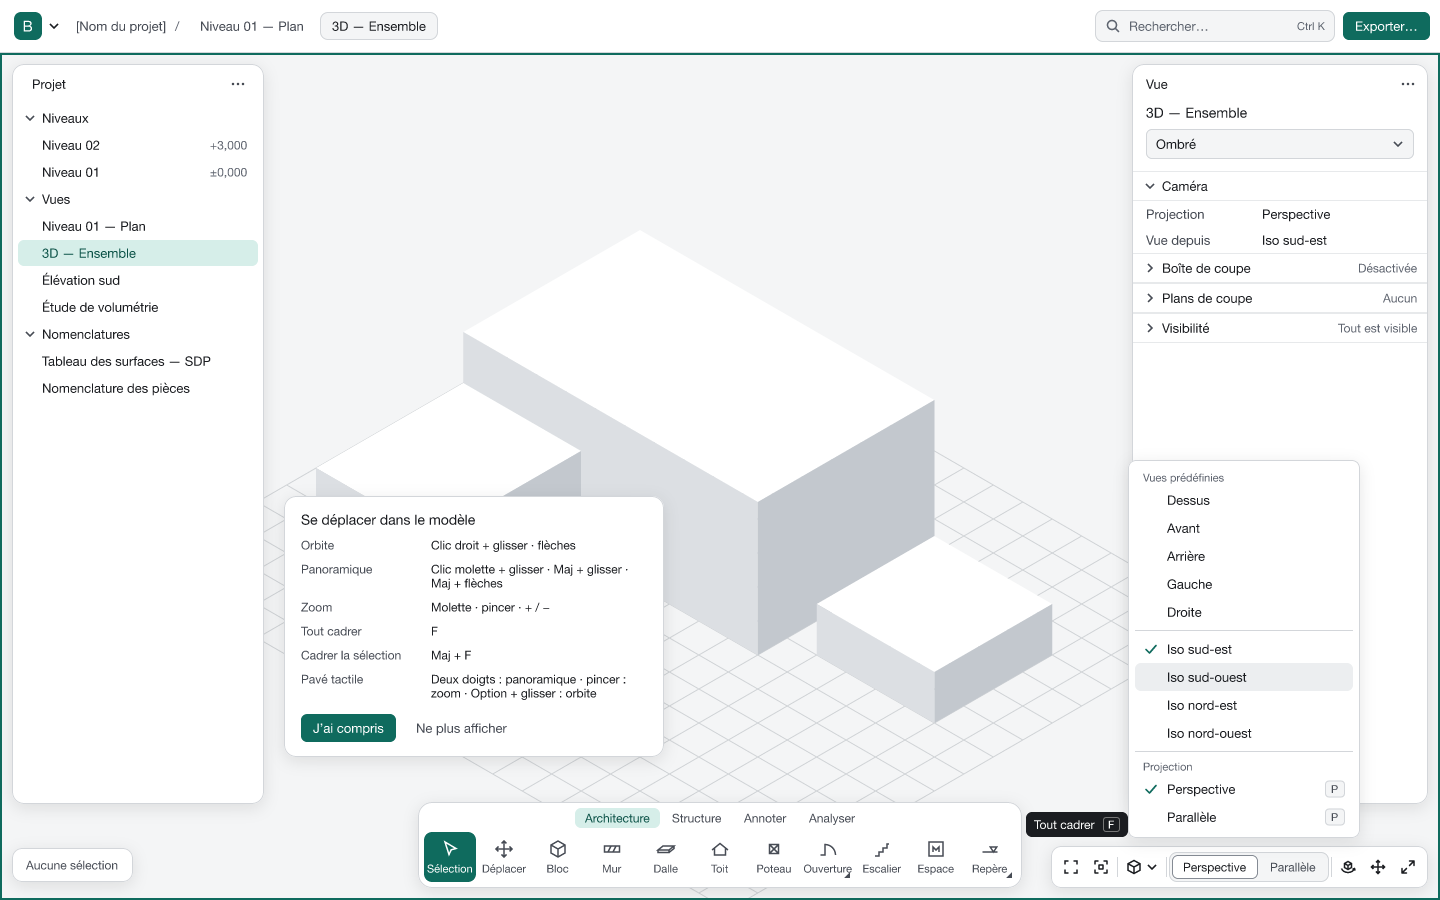 B
[Nom du projet] / Niveau 01 — Plan 3D — Ensemble
Rechercher… Ctrl K
Exporter…
Projet
Niveaux
Niveau 02 +3,000
Niveau 01 ±0,000
Vues
Niveau 01 — Plan
3D — Ensemble
Élévation sud
Étude de volumétrie
Nomenclatures
Tableau des surfaces — SDP
Nomenclature des pièces
Vue
3D — Ensemble
Ombré
Caméra
Projection Perspective
Vue depuis Iso sud-est
Boîte de coupe Désactivée
Plans de coupe Aucun
Visibilité Tout est visible
Vues prédéfinies
Dessus
Avant
Arrière
Gauche
Droite
Iso sud-est
Iso sud-ouest
Iso nord-est
Iso nord-ouest
Projection
Perspective P
Parallèle P
Se déplacer dans le modèle
Orbite Clic droit + glisser · flèches
Panoramique Clic molette + glisser · Maj + glisser ·
Maj + flèches
Zoom Molette · pincer · + / −
Tout cadrer F
Cadrer la sélection Maj + F
Pavé tactile Deux doigts : panoramique · pincer :
zoom · Option + glisser : orbite
J’ai compris Ne plus afficher
Architecture Structure Annoter Analyser
Sélection Déplacer Bloc Mur Dalle Toit Poteau Ouverture Escalier Espace Repère
Tout cadrer F
Aucune sélection
Perspective Parallèle